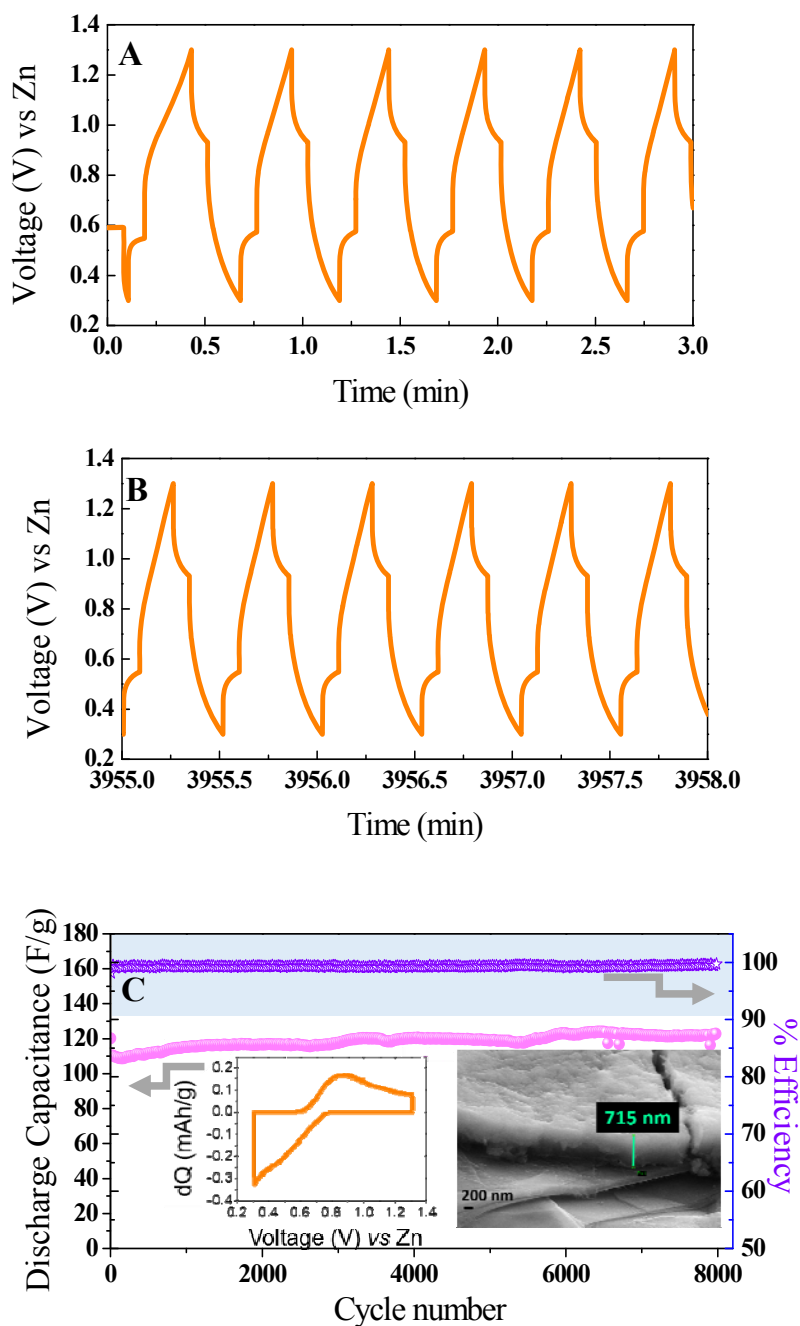 A
Voltage (V) vs Zn
1.4
1.2
1.0
0.8
0.6
0.4
0.2
0.0 0.5 1.0 1.5 2.0 2.5 3.0
Time (min)
B
Voltage (V) vs Zn
1.4
1.2
1.0
0.8
0.6
0.4
0.2
3955.0 3955.5 3956.0 3956.5 3957.0 3957.5 3958.0
Time (min)
C
Discharge Capacitance (F/g)
180
160
140
120
100
80
60
40
20
0
% Efficiency
100
90
80
70
60
50
dQ (mAh/g)
0.2
0.1
0.0
-0.1
-0.2
-0.3
-0.4
0.2 0.4 0.6 0.8 1.0 1.2 1.4
Voltage (V) vs Zn
715 nm
200 nm
0 2000 4000 6000 8000
Cycle number